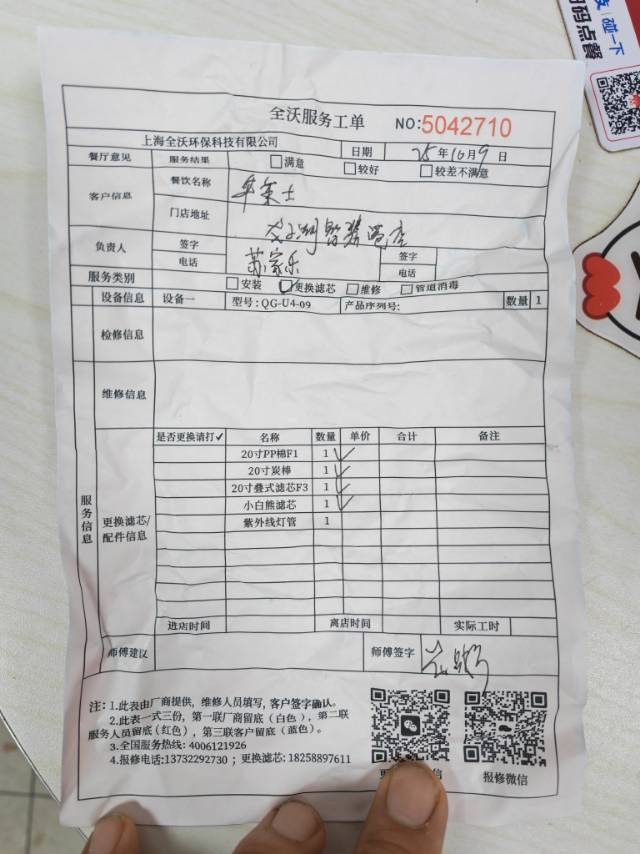 友 | 碰一下
扫码点餐
全沃服务工单 NO:5042710
上海全沃环保科技有限公司 日期 25年10月9日
餐厅意见 服务结果 满意 较好 较差不满意
客户信息 餐饮名称 华莱士
门店地址
负责人 签字 苏家乐 签字
电话 电话
服务类别 安装 更换滤芯 维修 管道消毒
设备信息 设备一 型号:QG-U4-09 产品序列号: 数量 1
检修信息
维修信息
服务信息
更换滤芯/配件信息
是否更换请打✓ 名称 数量 单价 合计 备注
20寸PP棉F1 1 ✓
20寸炭棒 1 ✓
20寸叠式滤芯F3 1 ✓
小白熊滤芯 1 ✓
紫外线灯管 1
进店时间 离店时间 实际工时
师傅建议 师傅签字
注:1.此表由厂商提供,维修人员填写,客户签字确认。
2.此表一式三份,第一联厂商留底(白色),第二联
服务人员留底(红色),第三联客户留底(蓝色)。
3.全国服务热线:4006121926
4.报修电话:13732292730;更换滤芯:18258897611
报修微信